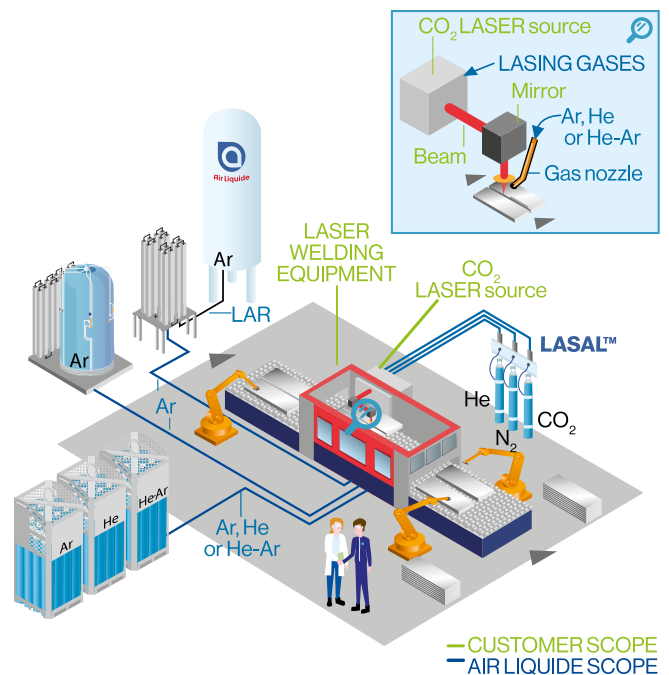 CO₂ LASER source
LASING GASES
Mirror
Ar, He
or He-Ar
Beam
Gas nozzle
Air Liquide
Ar
LAR
LASER
WELDING
EQUIPMENT
CO₂
LASER source
LASAL™
He
N₂
CO₂
Ar
Ar
Ar
He
He-Ar
Ar, He
or He-Ar
CUSTOMER SCOPE
AIR LIQUIDE SCOPE